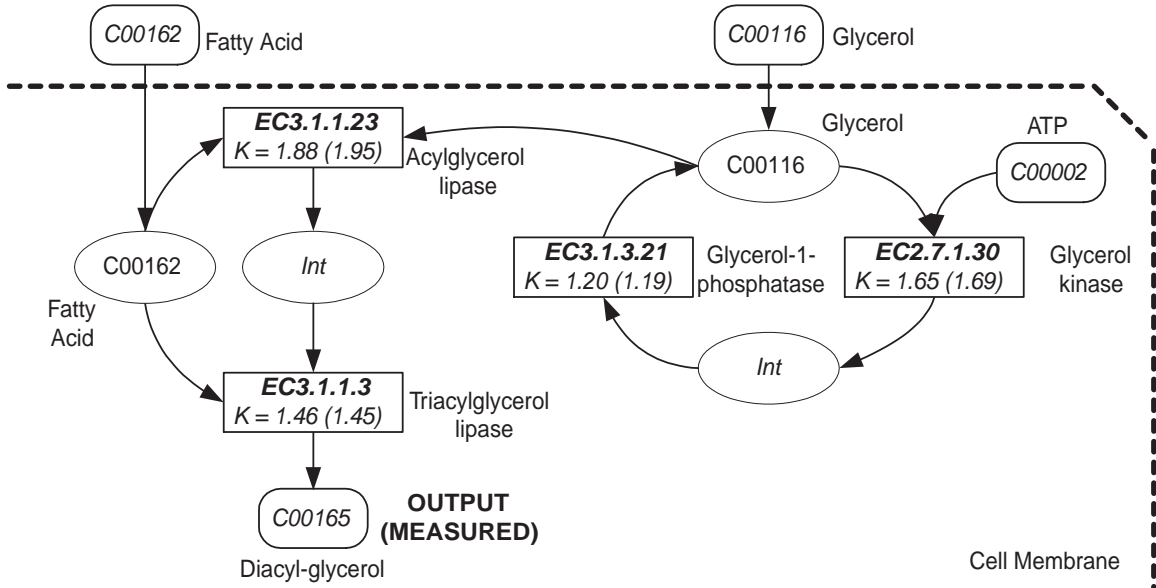 C00162
Fatty Acid
C00116
Glycerol
EC3.1.1.23
K = 1.88 (1.95)
Acylglycerol
lipase
Glycerol
C00116
ATP
C00002
C00162
Fatty
Acid
Int
EC3.1.3.21
K = 1.20 (1.19)
Glycerol-1-
phosphatase
EC2.7.1.30
K = 1.65 (1.69)
Glycerol
kinase
Int
EC3.1.1.3
K = 1.46 (1.45)
Triacylglycerol
lipase
C00165
OUTPUT
(MEASURED)
Diacyl-glycerol
Cell Membrane